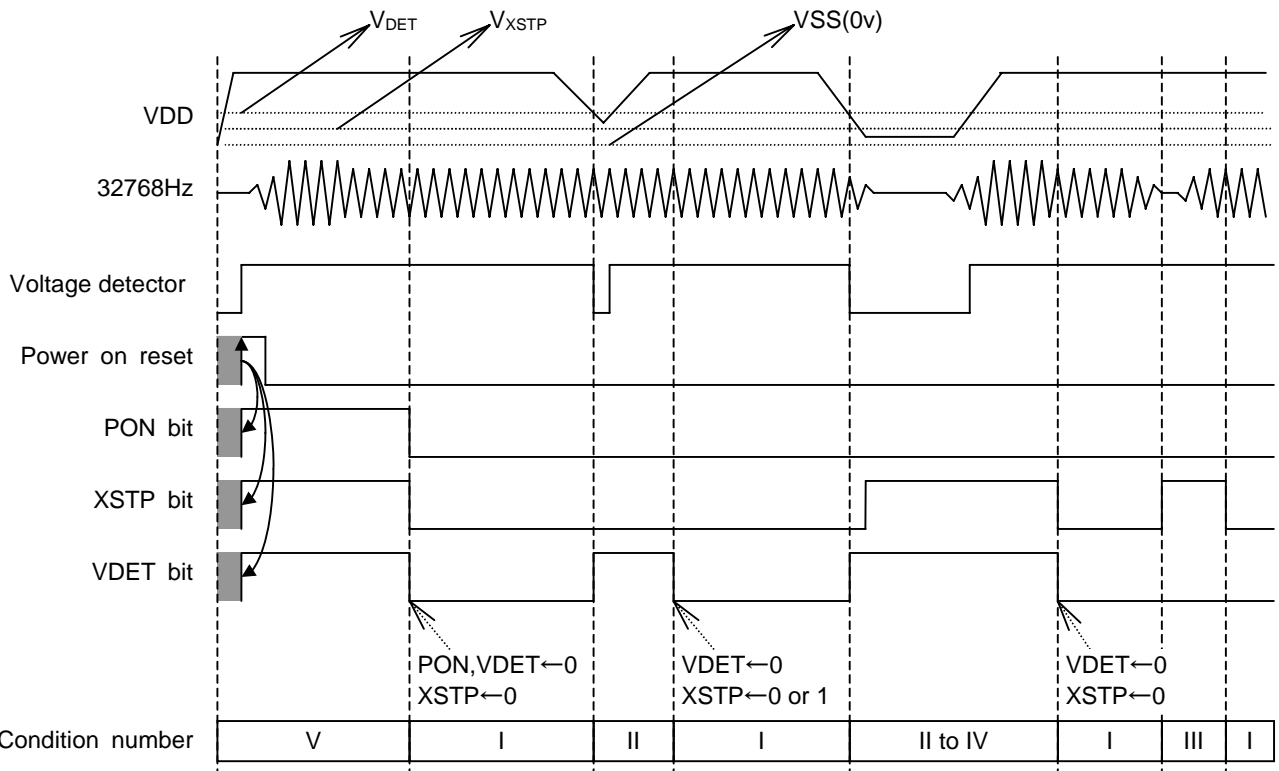 VDET
VXSTP
VSS(0v)
VDD
32768Hz
Voltage detector
Power on reset
PON bit
XSTP bit
VDET bit
PON,VDET←0
XSTP←0
VDET←0
XSTP←0 or 1
VDET←0
XSTP←0
Condition number V I II I II to IV I III I